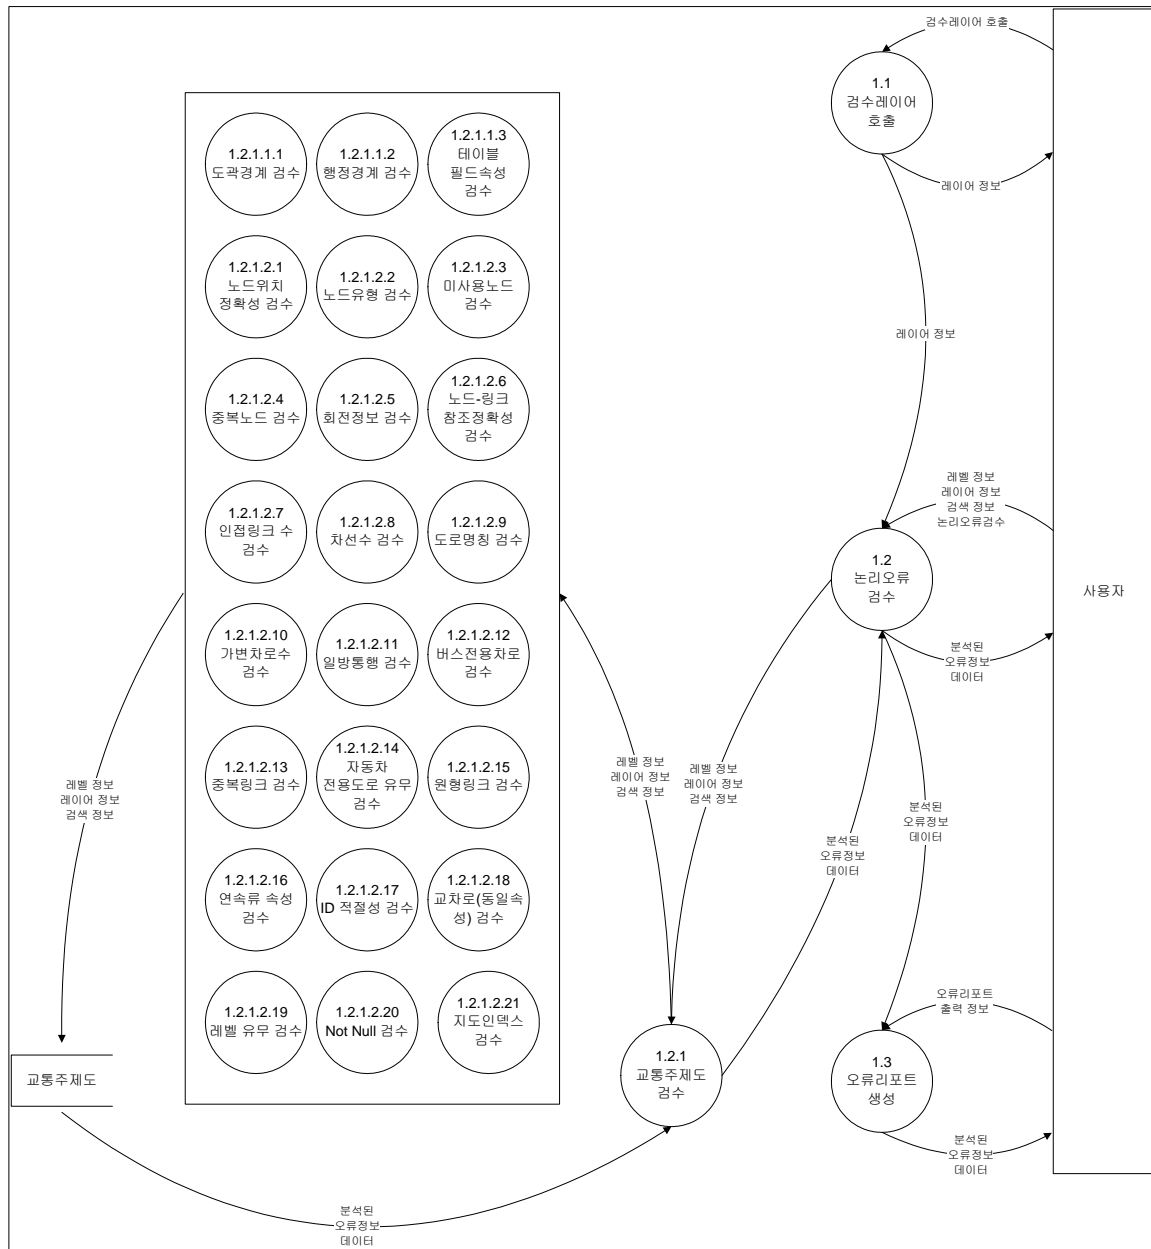 검수레이어 호출
1.1
검수레이어
호출
레이어 정보
레이어 정보
1.2.1.1.1
도곽경계 검수
1.2.1.1.2
행정경계 검수
1.2.1.1.3
테이블
필드속성
검수
1.2.1.2.1
노드위치
정확성 검수
1.2.1.2.2
노드유형 검수
1.2.1.2.3
미사용노드
검수
1.2.1.2.4
중복노드 검수
1.2.1.2.5
회전정보 검수
1.2.1.2.6
노드-링크
참조정확성
검수
1.2.1.2.7
인접링크 수
검수
1.2.1.2.8
차선수 검수
1.2.1.2.9
도로명칭 검수
1.2.1.2.10
가변차로수
검수
1.2.1.2.11
일방통행 검수
1.2.1.2.12
버스전용차로
검수
1.2.1.2.13
중복링크 검수
1.2.1.2.14
자동차
전용도로 유무
검수
1.2.1.2.15
원형링크 검수
1.2.1.2.16
연속류 속성
검수
1.2.1.2.17
ID 적절성 검수
1.2.1.2.18
교차로(동일속
성) 검수
1.2.1.2.19
레벨 유무 검수
1.2.1.2.20
Not Null 검수
1.2.1.2.21
지도인덱스
검수
레벨 정보
레이어 정보
검색 정보
논리오류검수
1.2
논리오류
검수
사용자
분석된
오류정보
데이터
레벨 정보
레이어 정보
검색 정보
레벨 정보
레이어 정보
검색 정보
레벨 정보
레이어 정보
검색 정보
분석된
오류정보
데이터
분석된
오류정보
데이터
오류리포트
출력 정보
교통주제도
1.2.1
교통주제도
검수
1.3
오류리포트
생성
분석된
오류정보
데이터
분석된
오류정보
데이터